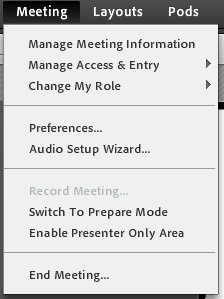 Meeting Layouts Pods
Manage Meeting Information
Manage Access & Entry
Change My Role
Preferences...
Audio Setup Wizard...
Record Meeting...
Switch To Prepare Mode
Enable Presenter Only Area
End Meeting...